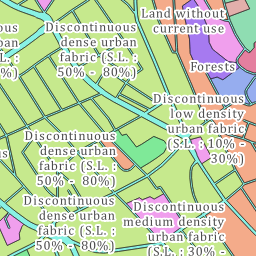 Discontinuous
dense urban
fabric (S.L. :
50% - 80%)
Land without
current use
Forests
Discontinuous
low density
urban fabric
(S.L. : 10% -
30%)
Discontinuous
dense urban
fabric (S.L. :
50% - 80%)
Discontinuous
dense urban
fabric (S.L. :
50% - 80%)
Discontinuous
medium density
urban fabric
(S.L. : 30% -